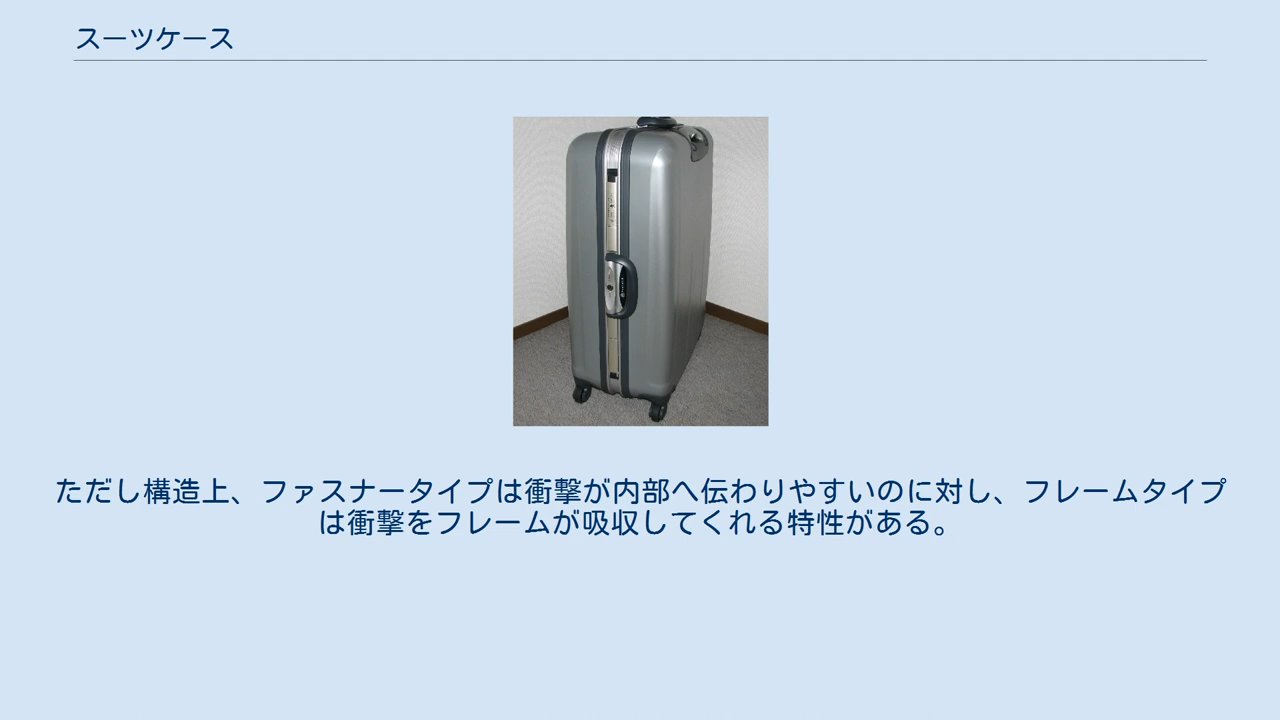 スーツケース
ただし構造上、ファスナータイプは衝撃が内部へ伝わりやすいのに対し、フレームタイプ
は衝撃をフレームが吸収してくれる特性がある。